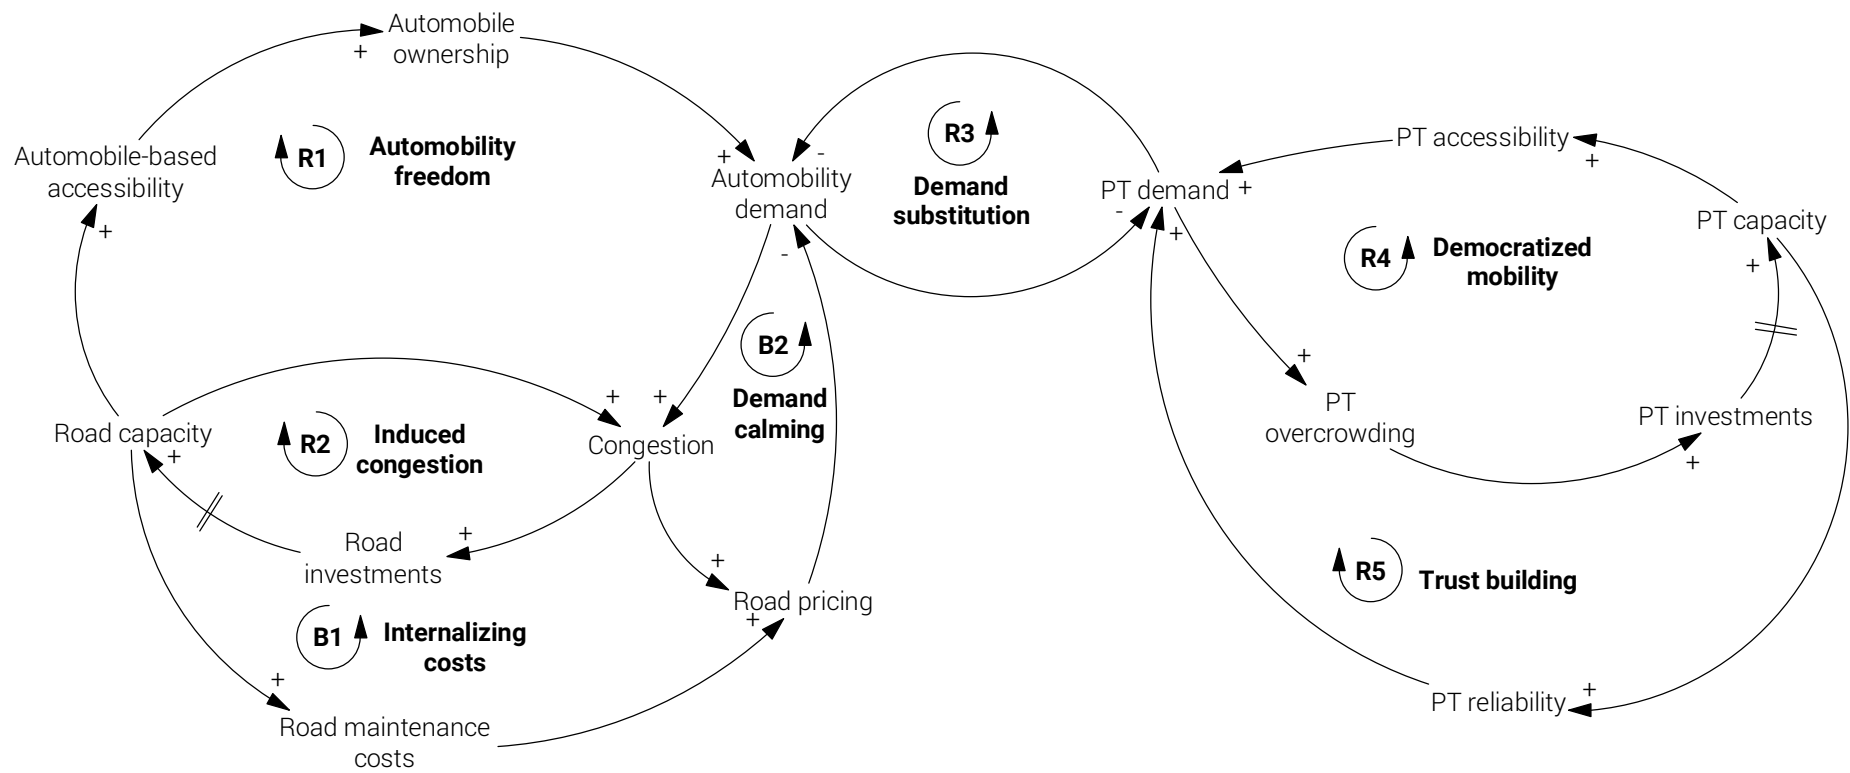 Automobile
ownership
+
R1
Automobility
freedom
Automobile-based
accessibility
+
+
-
Automobility
demand
-
R3
Demand
substitution
PT demand
+
-
+
PT accessibility
+
PT capacity
+
R4
Democratized
mobility
B2
Demand
calming
+
+
Congestion
Road capacity
+
R2
Induced
congestion
+
Road
investments
+
Road pricing
+
B1
Internalizing
costs
+
Road maintenance
costs
+
PT
overcrowding
PT investments
+
R5
Trust building
PT reliability
+